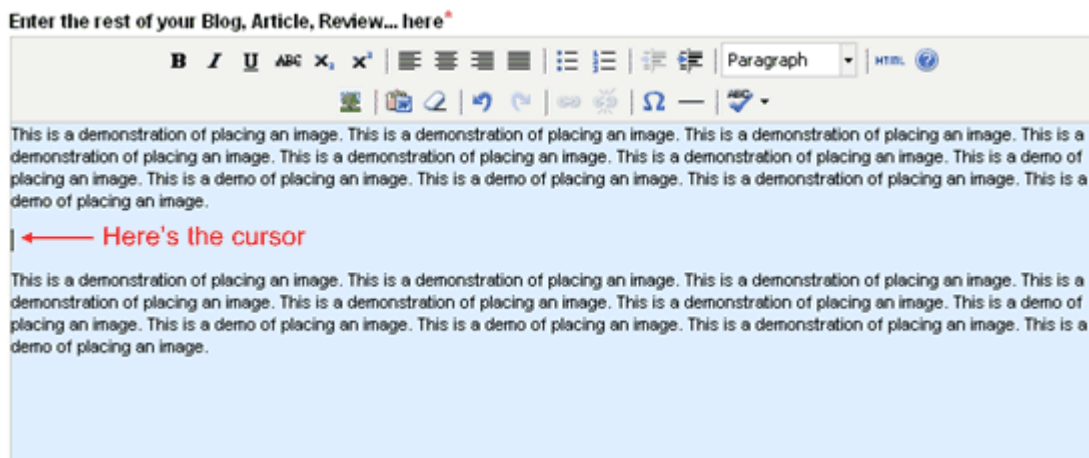 Enter the rest of your Blog, Article, Review... here*
B I U ABC X, X² Paragraph HTML ?
Ω — ABC
This is a demonstration of placing an image. This is a demonstration of placing an image. This is a demonstration of placing an image. This is a
demonstration of placing an image. This is a demonstration of placing an image. This is a demonstration of placing an image. This is a demo of
placing an image. This is a demo of placing an image. This is a demo of placing an image. This is a demonstration of placing an image. This is a
demo of placing an image.
Here's the cursor
This is a demonstration of placing an image. This is a demonstration of placing an image. This is a demonstration of placing an image. This is a
demonstration of placing an image. This is a demonstration of placing an image. This is a demonstration of placing an image. This is a demo of
placing an image. This is a demo of placing an image. This is a demo of placing an image. This is a demonstration of placing an image. This is a
demo of placing an image.